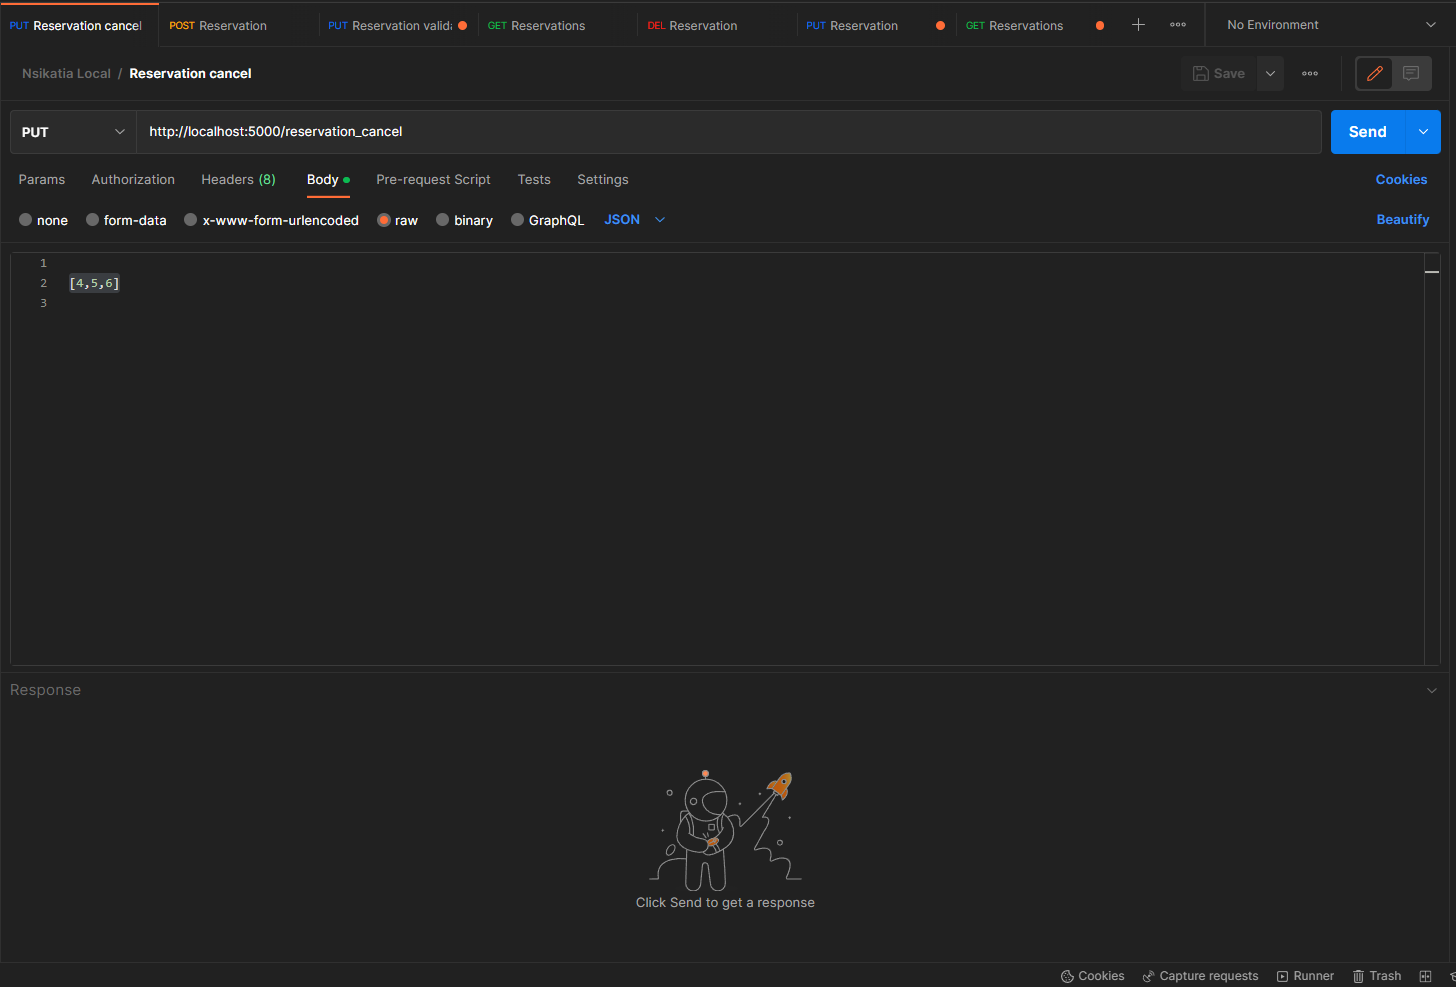 PUT Reservation cancel POST Reservation PUT Reservation valid GET Reservations DEL Reservation PUT Reservation GET Reservations No Environment
Nsikatia Local / Reservation cancel Save
PUT http://localhost:5000/reservation_cancel Send
Params Authorization Headers (8) Body Pre-request Script Tests Settings Cookies
none form-data x-www-form-urlencoded raw binary GraphQL JSON Beautify
1
2 [4,5,6]
3
Response
Click Send to get a response
Cookies Capture requests Runner Trash